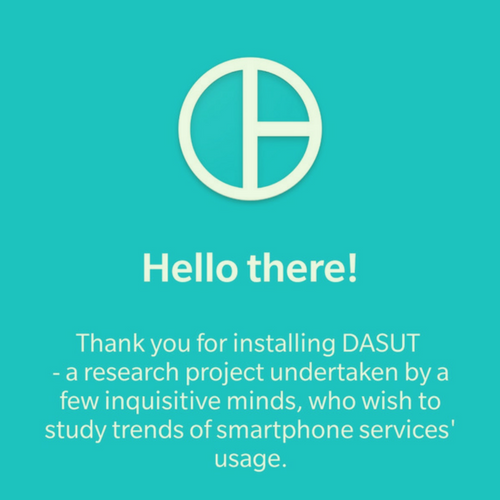 Hello there!
Thank you for installing DASUT
- a research project undertaken by a
few inquisitive minds, who wish to
study trends of smartphone services'
usage.